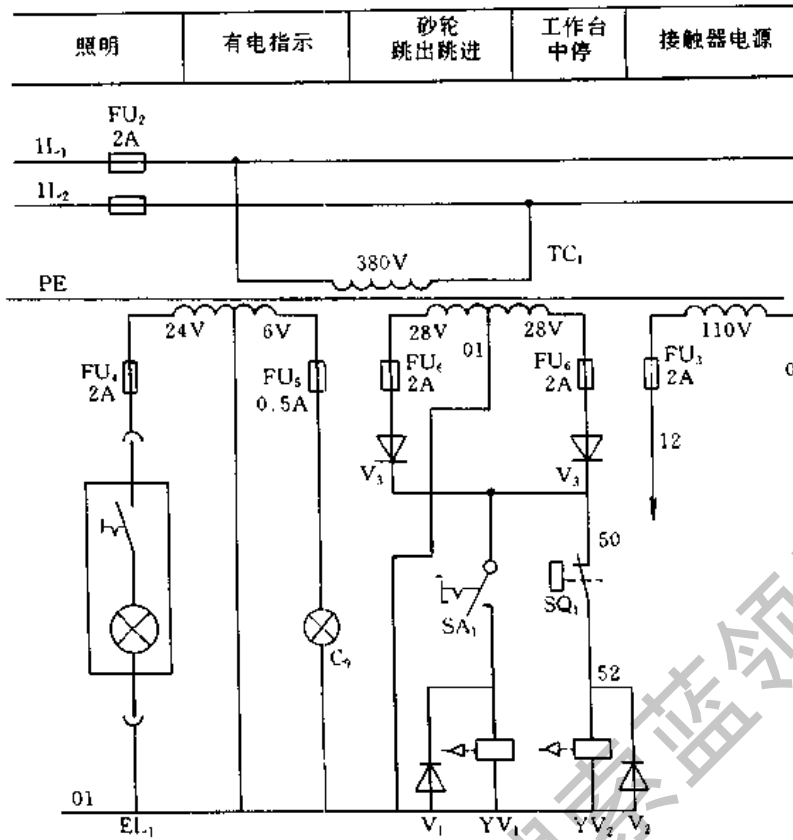 照明
有电指示
砂轮
跳出跳进
工作台
中停
接触器电源
FU₂
2A
1L₁
1L₂
380V
TC₁
PE
24V
6V
28V
28V
110V
01
FU₄
2A
FU₅
0.5A
FU₆
2A
FU₆
2A
FU₃
2A
0
12
V₃
V₃
50
SA₁
SQ₁
C₉
52
01
EL₁
V₁
YV₁
YV₂
V₂